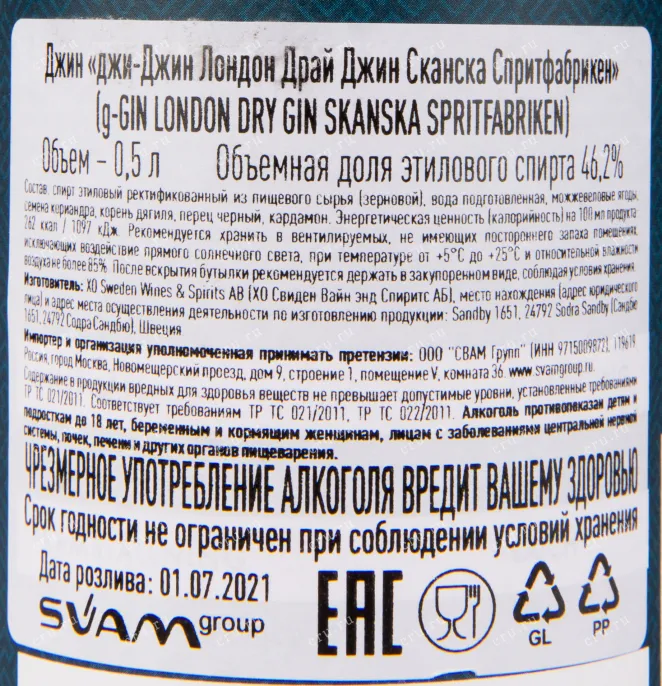 Джин «джи-Джин Лондон Драй Джин Сканска Спритфабрикен»
(g-GIN LONDON DRY GIN SKANSKA SPRITFABRIKEN)
Объем – 0,5 л Объемная доля этилового спирта 46,2%
Состав: спирт этиловый ректификованный из пищевого сырья (зерновой), вода подготовленная, можжевеловые ягоды,
семена кориандра, корень дягиля, перец черный, кардамон. Энергетическая ценность (калорийность) на 100 мл продукта
262 ккал / 1097 кДж. Рекомендуется хранить в вентилируемых, не имеющих постороннего запаха помещениях,
исключающих воздействие прямого солнечного света, при температуре от +5°С до +25°С и относительной влажности
воздуха не более 85%. После вскрытия бутылки рекомендуется держать в закупоренном виде, соблюдая условия хранения.
Изготовитель: XO Sweden Wines & Spirits AB (ХО Свиден Вайн энд Спиритс АБ), место нахождения (адрес юридического
лица) и адрес места осуществления деятельности по изготовлению продукции: Sandby 1651, 24792 Sodra Sandby (Сандбю
1651, 24792 Содра Сандбю), Швеция
Импортер и организация уполномоченная принимать претензии: ООО "СВАМ Групп" (ИНН 9715009872), 119619
Россия, город Москва, Новомещерский проезд, дом 9, строение 1, помещение V, комната 36. www.svamgroup.ru.
Содержание в продукции вредных для здоровья веществ не превышает допустимые уровни, установленные требованиями
ТР ТС 021/2011. Соответствует требованиям ТР ТС 021/2011, ТР ТС 022/2011. Алкоголь противопоказан детям и
подросткам до 18 лет, беременным и кормящим женщинам, лицам с заболеваниями центральной нервной
системы, почек, печени и других органов пищеварения.
ЧРЕЗМЕРНОЕ УПОТРЕБЛЕНИЕ АЛКОГОЛЯ ВРЕДИТ ВАШЕМУ ЗДОРОВЬЮ
Срок годности не ограничен при соблюдении условий хранения
Дата розлива: 01.07.2021
SVAM group
EAC
GL
PP